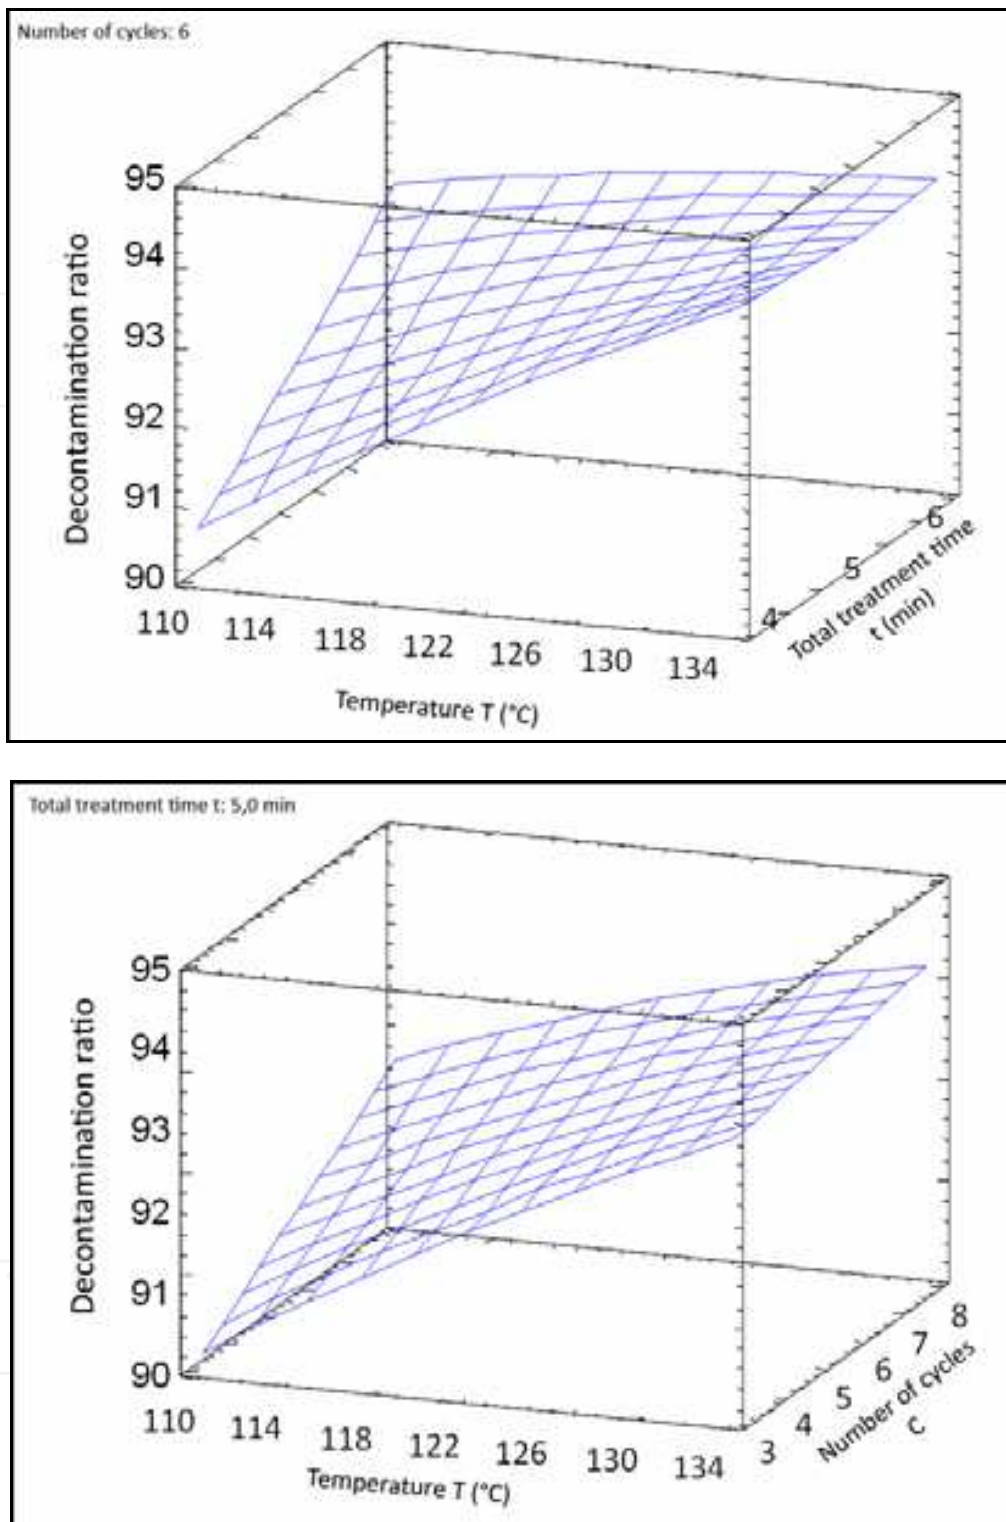 Number of cycles: 6
95
94
93
92
91
90
Decontamination ratio
110 114 118 122 126 130 134
Temperature T (°C)
4 5 6
Total treatment time
t (min)
Total treatment time t: 5,0 min
95
94
93
92
91
90
Decontamination ratio
110 114 118 122 126 130 134
Temperature T (°C)
3 4 5 6 7 8
Number of cycles
C